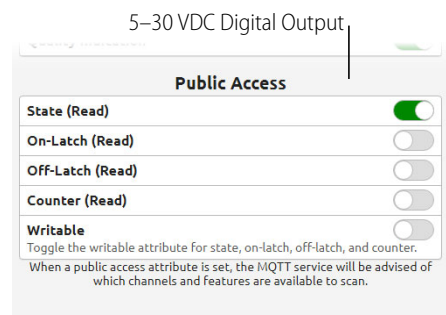 5–30 VDC Digital Output
Public Access
State (Read)
On-Latch (Read)
Off-Latch (Read)
Counter (Read)
Writable
Toggle the writable attribute for state, on-latch, off-latch, and counter.
When a public access attribute is set, the MQTT service will be advised of
which channels and features are available to scan.